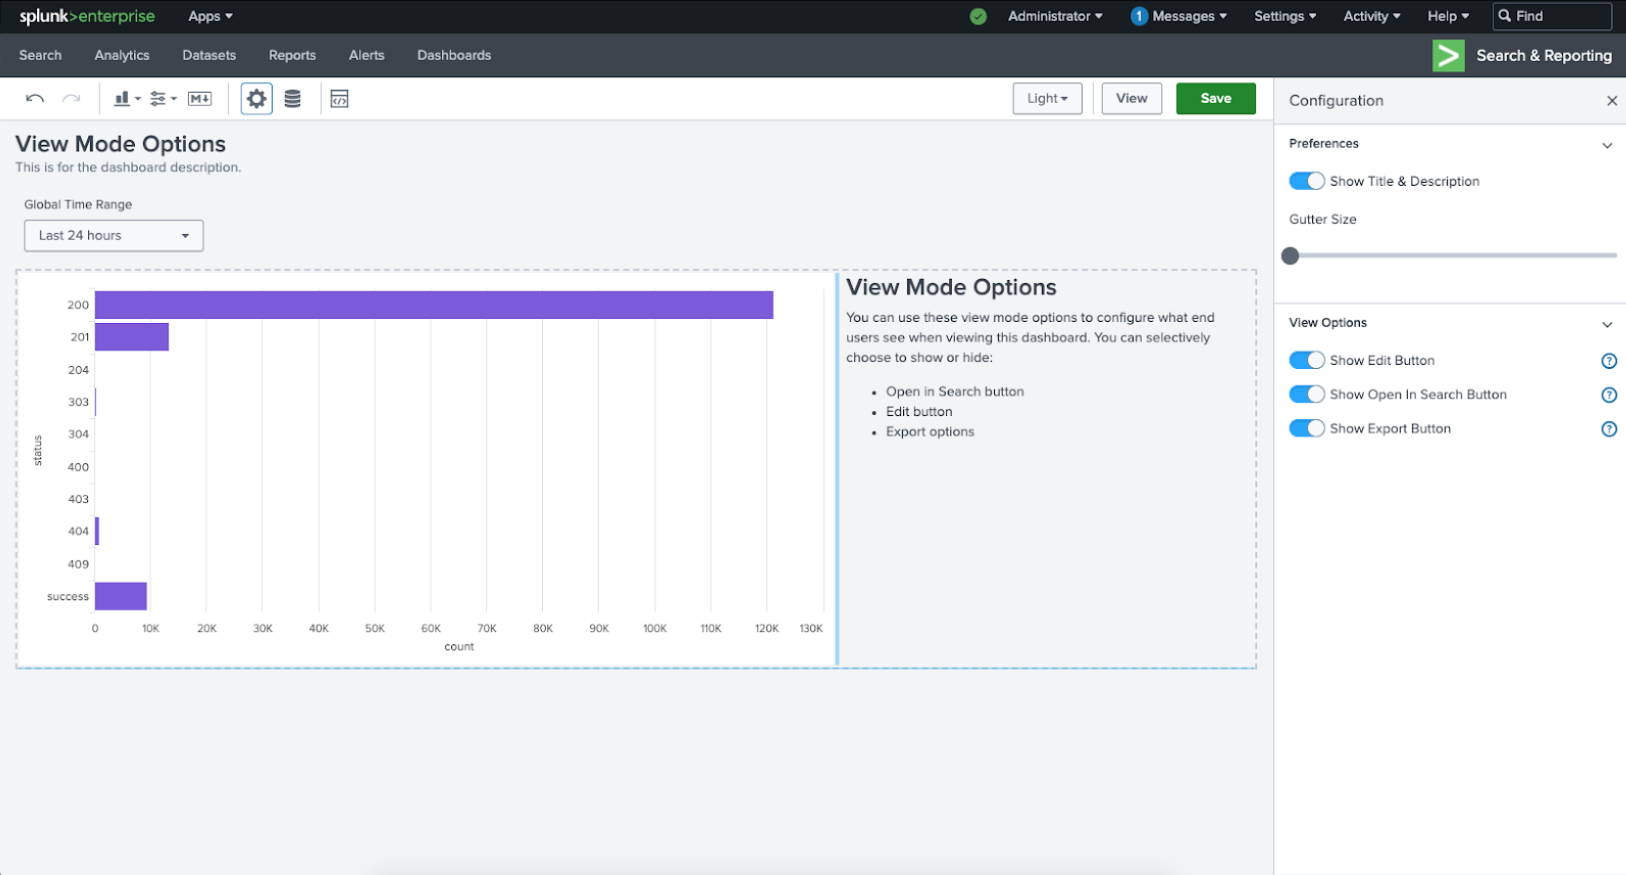 splunk>enterprise Apps Administrator 1 Messages Settings Activity Help Find
Search Analytics Datasets Reports Alerts Dashboards Search & Reporting
M Light View Save Configuration
View Mode Options
This is for the dashboard description.
Global Time Range
Last 24 hours
200
201
204
303
304
400
403
404
409
success
status
0 10K 20K 30K 40K 50K 60K 70K 80K 90K 100K 110K 120K 130K
count
View Mode Options
You can use these view mode options to configure what end
users see when viewing this dashboard. You can selectively
choose to show or hide:
• Open in Search button
• Edit button
• Export options
Preferences
Show Title & Description
Gutter Size
View Options
Show Edit Button ?
Show Open In Search Button ?
Show Export Button ?